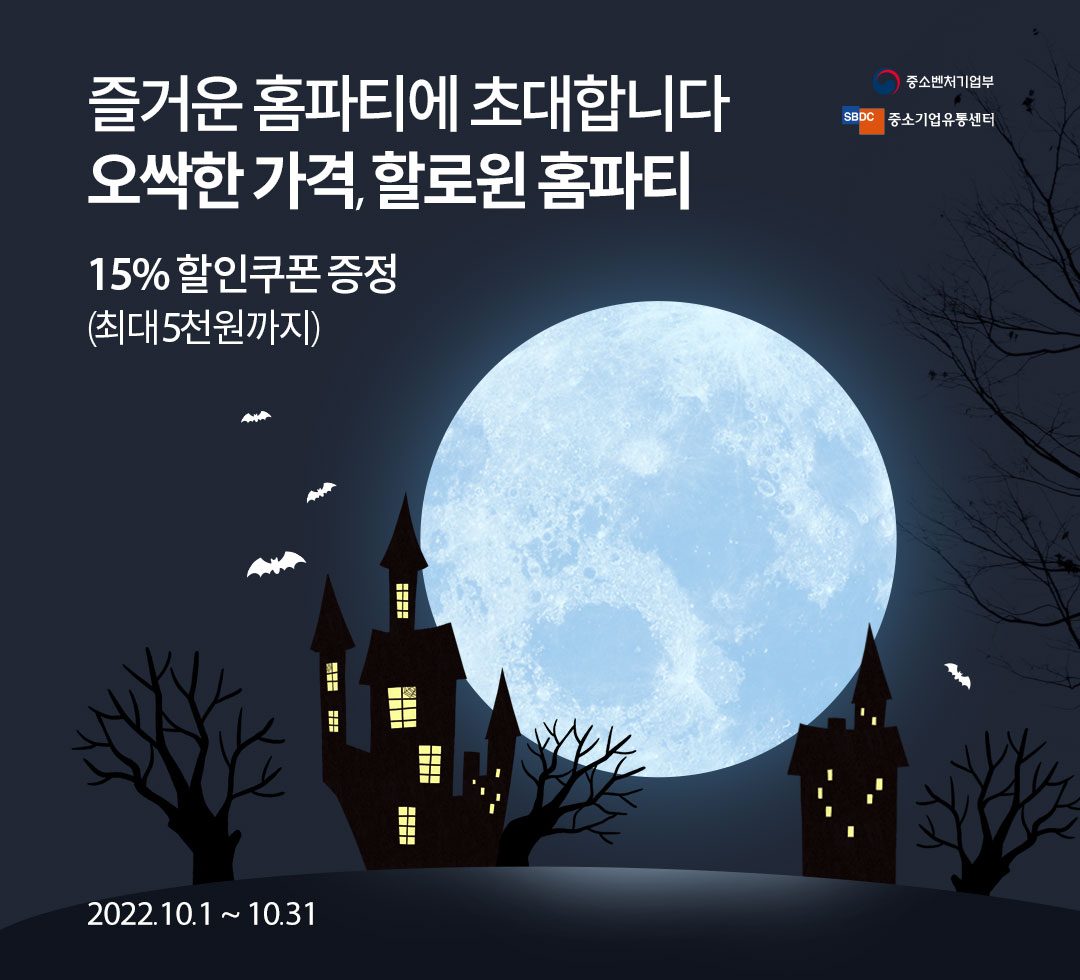 즐거운 홈파티에 초대합니다
오싹한 가격, 할로윈 홈파티
15% 할인쿠폰 증정
(최대 5천원까지)
중소벤처기업부
SBDC 중소기업유통센터
2022.10.1 ~ 10.31